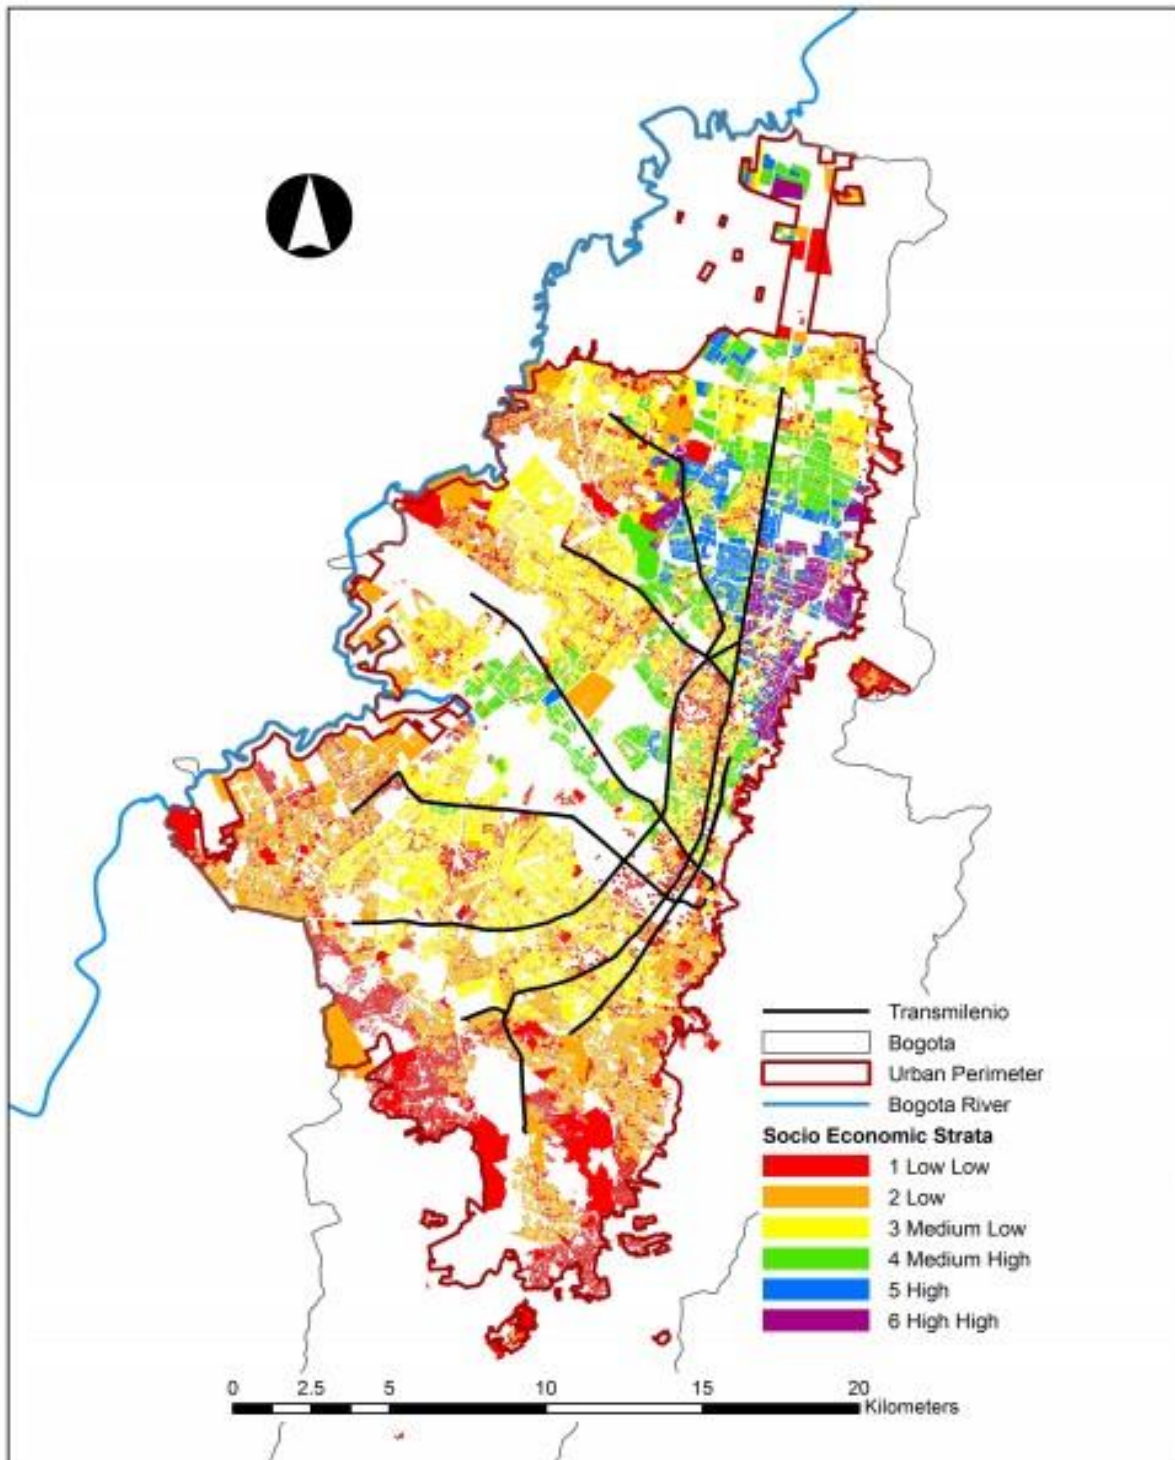 Transmilenio
Bogota
Urban Perimeter
Bogota River
Socio Economic Strata
1 Low Low
2 Low
3 Medium Low
4 Medium High
5 High
6 High High
0 2.5 5 10 15 20
Kilometers